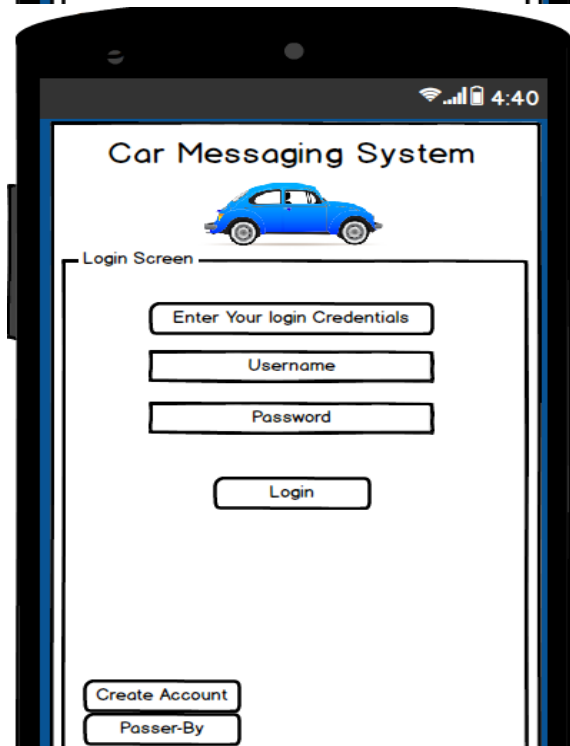 4:40
Car Messaging System
Login Screen
Enter Your login Credentials
Username
Password
Login
Create Account
Passer-By